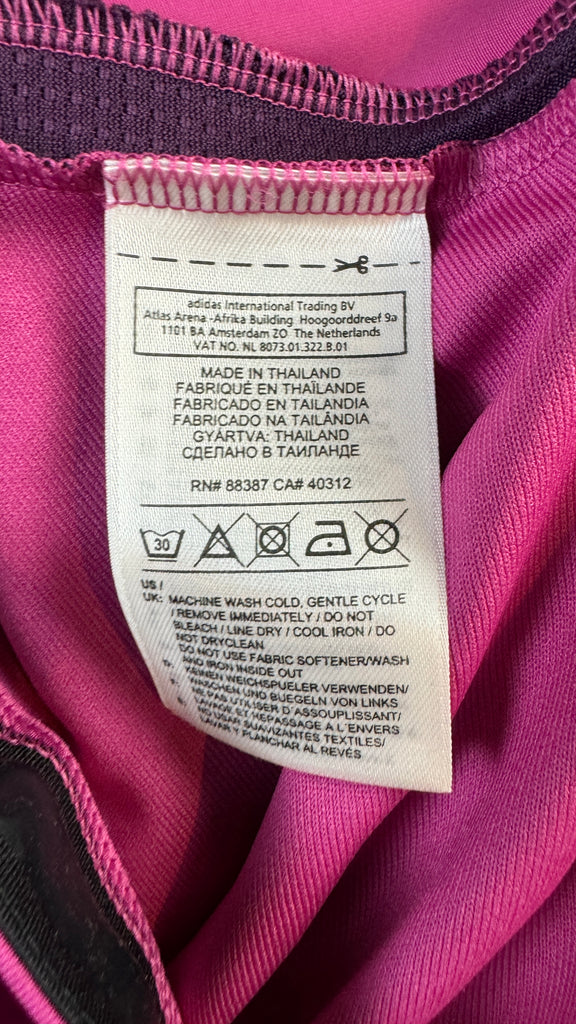 adidas International Trading BV
Atlas Arena -Afrika Building Hoogoorddreef 9a
1101 BA Amsterdam ZO The Netherlands
VAT NO. NL 8073.01.322.B.01
MADE IN THAILAND
FABRIQUÉ EN THAÏLANDE
FABRICADO EN TAILANDIA
FABRICADO NA TAILÂNDIA
GYÁRTVA: THAILAND
СДЕЛАНО В ТАИЛАНДЕ
RN# 88387 CA# 40312
30
US /
UK: MACHINE WASH COLD, GENTLE CYCLE
/ REMOVE IMMEDIATELY / DO NOT
BLEACH / LINE DRY / COOL IRON / DO
NOT DRYCLEAN
DO NOT USE FABRIC SOFTENER/WASH
AND IRON INSIDE OUT
D: KEINEN WEICHSPUELER VERWENDEN/
WASCHEN UND BUEGELN VON LINKS
F: NE PAS UTILISER D'ASSOUPLISSANT/
LAVAGE ET REPASSAGE A L'ENVERS
E: NO USAR SUAVIZANTES TEXTILES/
LAVAR Y PLANCHAR AL REVÉS